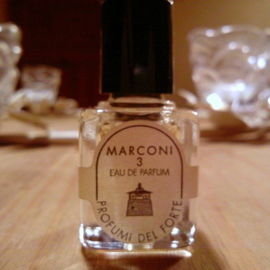 MARCONI
3
EAU DE PARFUM
PROFUMI DEL FORTE